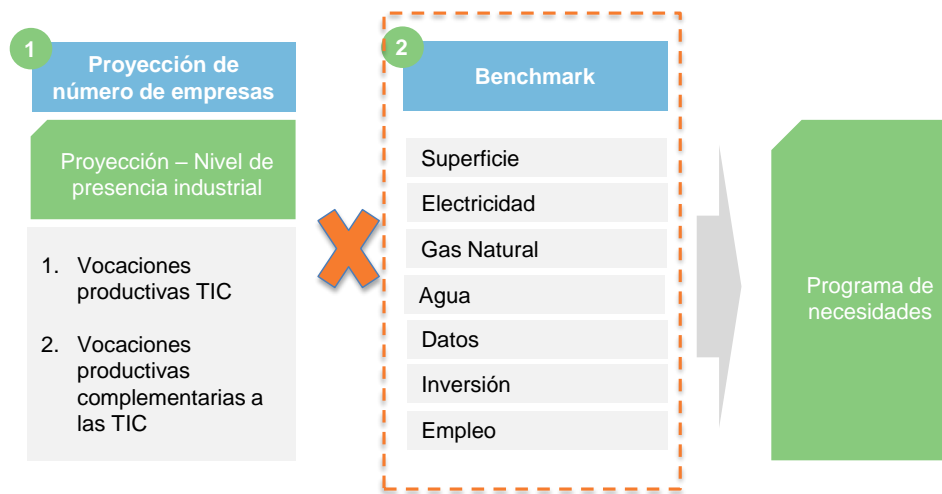 1
Proyección de
número de empresas
Proyección – Nivel de
presencia industrial
1. Vocaciones
productivas TIC
2. Vocaciones
productivas
complementarias a
las TIC
2
Benchmark
Superficie
Electricidad
Gas Natural
Agua
Datos
Inversión
Empleo
Programa de
necesidades